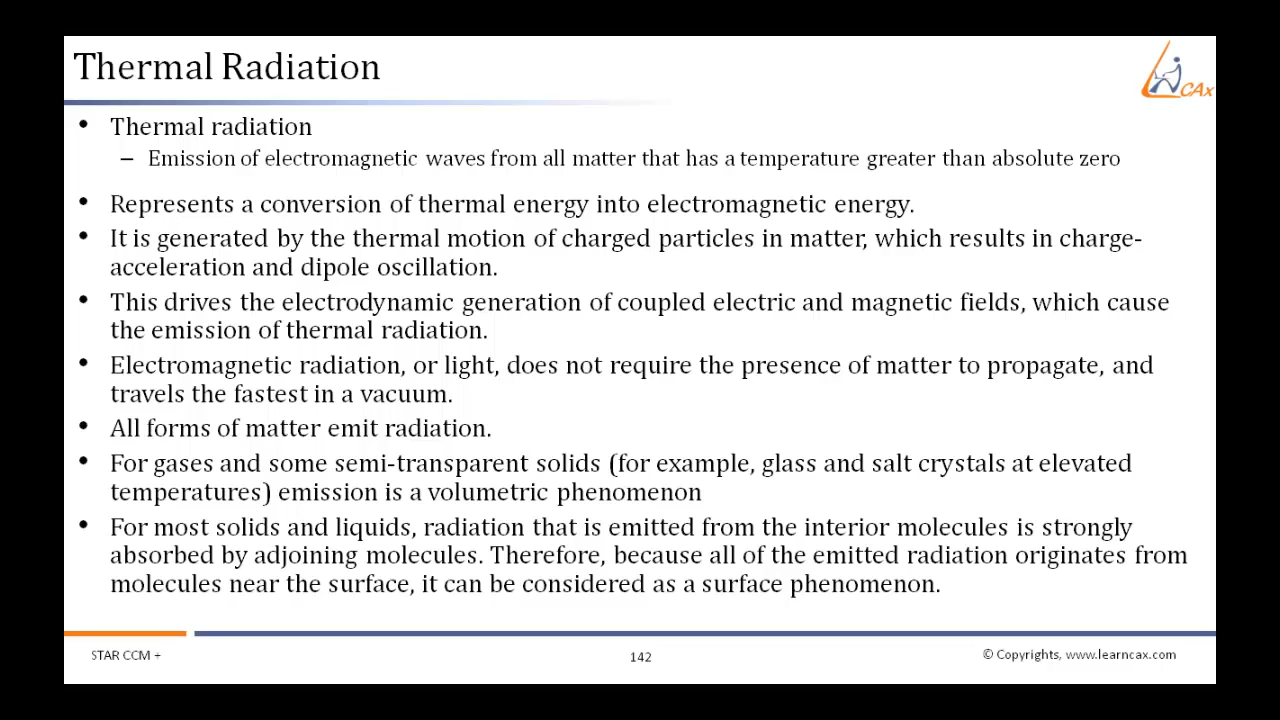 Thermal Radiation
CAx
• Thermal radiation
– Emission of electromagnetic waves from all matter that has a temperature greater than absolute zero
• Represents a conversion of thermal energy into electromagnetic energy.
• It is generated by the thermal motion of charged particles in matter, which results in charge-
acceleration and dipole oscillation.
• This drives the electrodynamic generation of coupled electric and magnetic fields, which cause
the emission of thermal radiation.
• Electromagnetic radiation, or light, does not require the presence of matter to propagate, and
travels the fastest in a vacuum.
• All forms of matter emit radiation.
• For gases and some semi-transparent solids (for example, glass and salt crystals at elevated
temperatures) emission is a volumetric phenomenon
• For most solids and liquids, radiation that is emitted from the interior molecules is strongly
absorbed by adjoining molecules. Therefore, because all of the emitted radiation originates from
molecules near the surface, it can be considered as a surface phenomenon.
STAR CCM +
142
© Copyrights, www.learncax.com